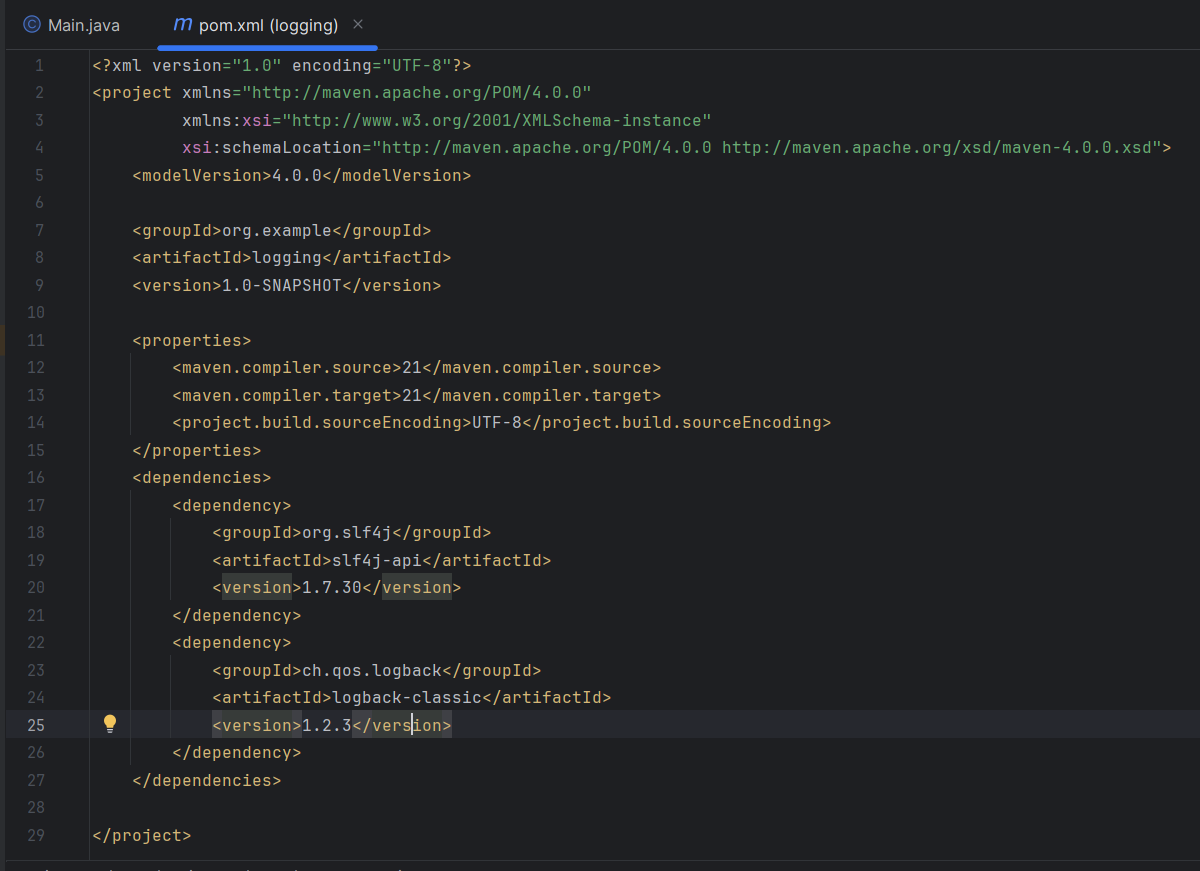 Main.java
pom.xml (logging)
1 <?xml version="1.0" encoding="UTF-8"?>
2 <project xmlns="http://maven.apache.org/POM/4.0.0"
3          xmlns:xsi="http://www.w3.org/2001/XMLSchema-instance"
4          xsi:schemaLocation="http://maven.apache.org/POM/4.0.0 http://maven.apache.org/xsd/maven-4.0.0.xsd">
5     <modelVersion>4.0.0</modelVersion>
6
7     <groupId>org.example</groupId>
8     <artifactId>logging</artifactId>
9     <version>1.0-SNAPSHOT</version>
10
11     <properties>
12         <maven.compiler.source>21</maven.compiler.source>
13         <maven.compiler.target>21</maven.compiler.target>
14         <project.build.sourceEncoding>UTF-8</project.build.sourceEncoding>
15     </properties>
16     <dependencies>
17         <dependency>
18             <groupId>org.slf4j</groupId>
19             <artifactId>slf4j-api</artifactId>
20             <version>1.7.30</version>
21         </dependency>
22         <dependency>
23             <groupId>ch.qos.logback</groupId>
24             <artifactId>logback-classic</artifactId>
25             <version>1.2.3</version>
26         </dependency>
27     </dependencies>
28
29 </project>